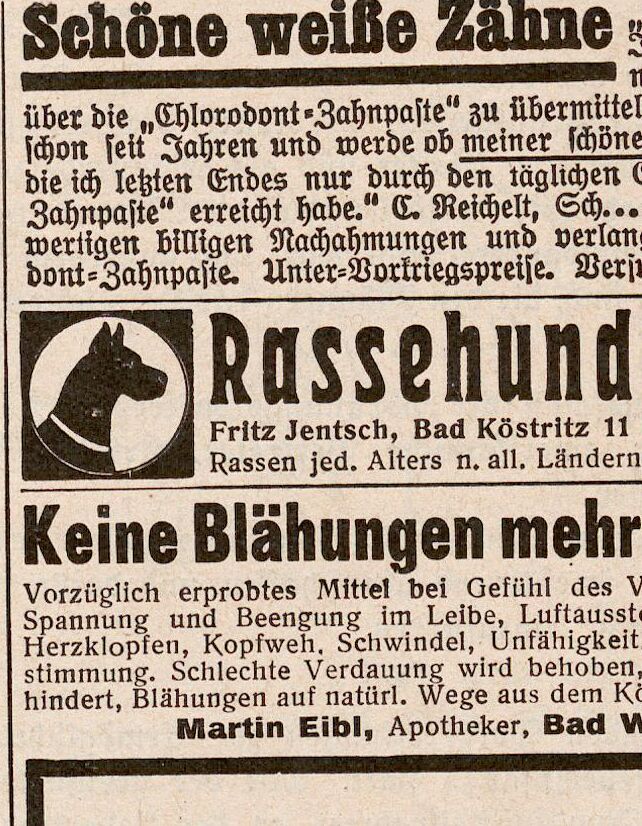 Schöne weiße Zähne
über die „Chlorodont-Zahnpaste“ zu übermittel
schon seit Jahren und werde ob meiner schöne
die ich letzten Endes nur durch den täglichen
Zahnpaste“ erreicht habe.“ C. Reichelt, Sch...
wertigen billigen Nachahmungen und verlan
dont-Zahnpaste. Unter-Vorkriegspreise. Versu
Rassehund
Fritz Jentsch, Bad Köstritz 11
Rassen jed. Alters n. all. Ländern
Keine Blähungen mehr
Vorzüglich erprobtes Mittel bei Gefühl des V
Spannung und Beengung im Leibe, Luftausst
Herzklopfen, Kopfweh, Schwindel, Unfähigkeit
stimmung. Schlechte Verdauung wird behoben,
hindert, Blähungen auf natürl. Wege aus dem Kö
Martin Eibl, Apotheker, Bad W